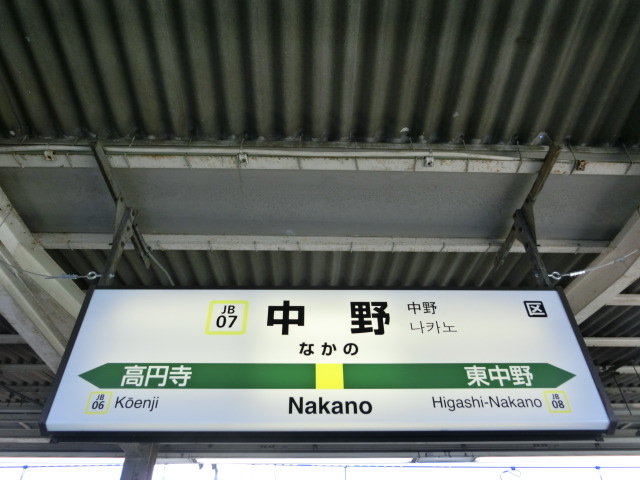 JB 07 中野 中野 区
나카노
なかの
高円寺 東中野
JB 06 Kōenji Nakano Higashi-Nakano JB 08